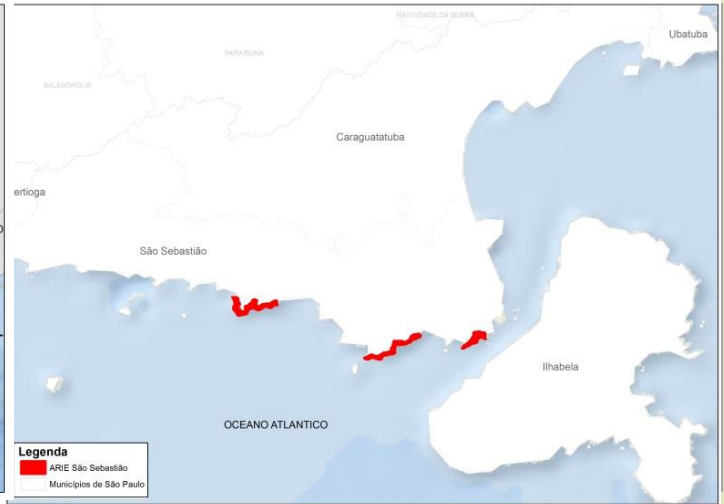 NATIVIDADE DA SERRA
Ubatuba
PARAIBUNA
SALESÓPOLIS
Caraguatatuba
ertioga
São Sebastião
Ilhabela
OCEANO ATLANTICO
Legenda
ARIE São Sebastião
Municípios de São Paulo